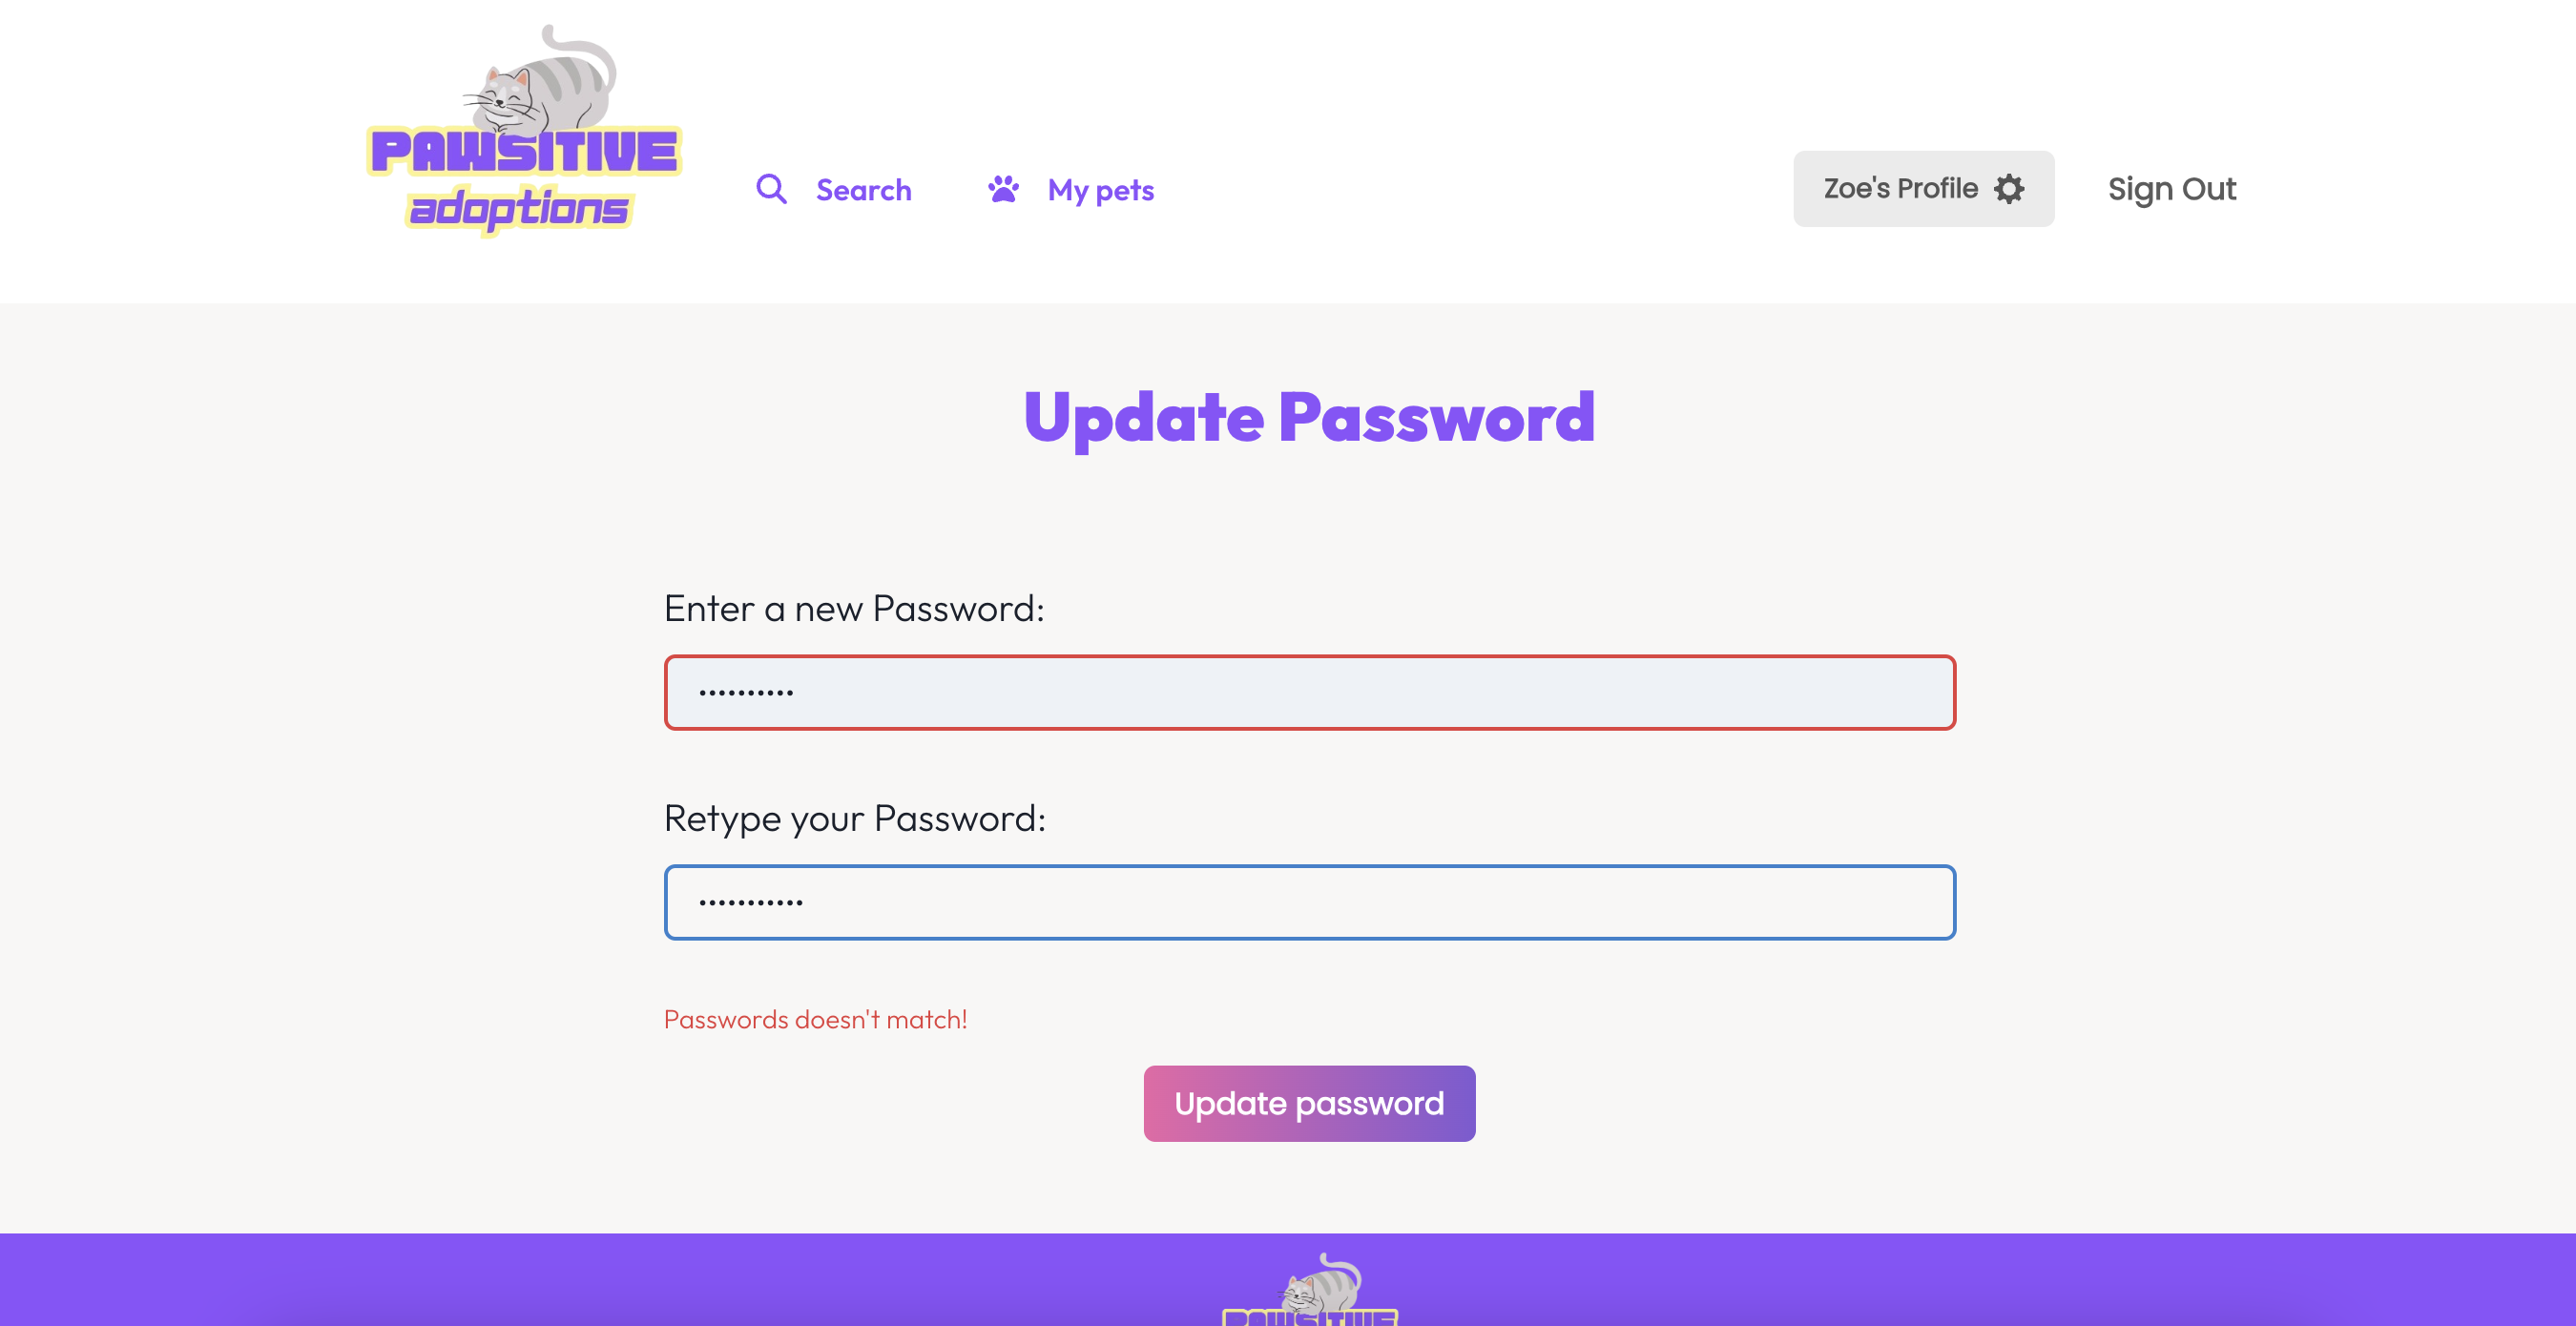 PAWSITIVE
adoptions
Search
My pets
Zoe's Profile
Sign Out
Update Password
Enter a new Password:
••••••••••
Retype your Password:
•••••••••••
Passwords doesn't match!
Update password
PAWSITIVE